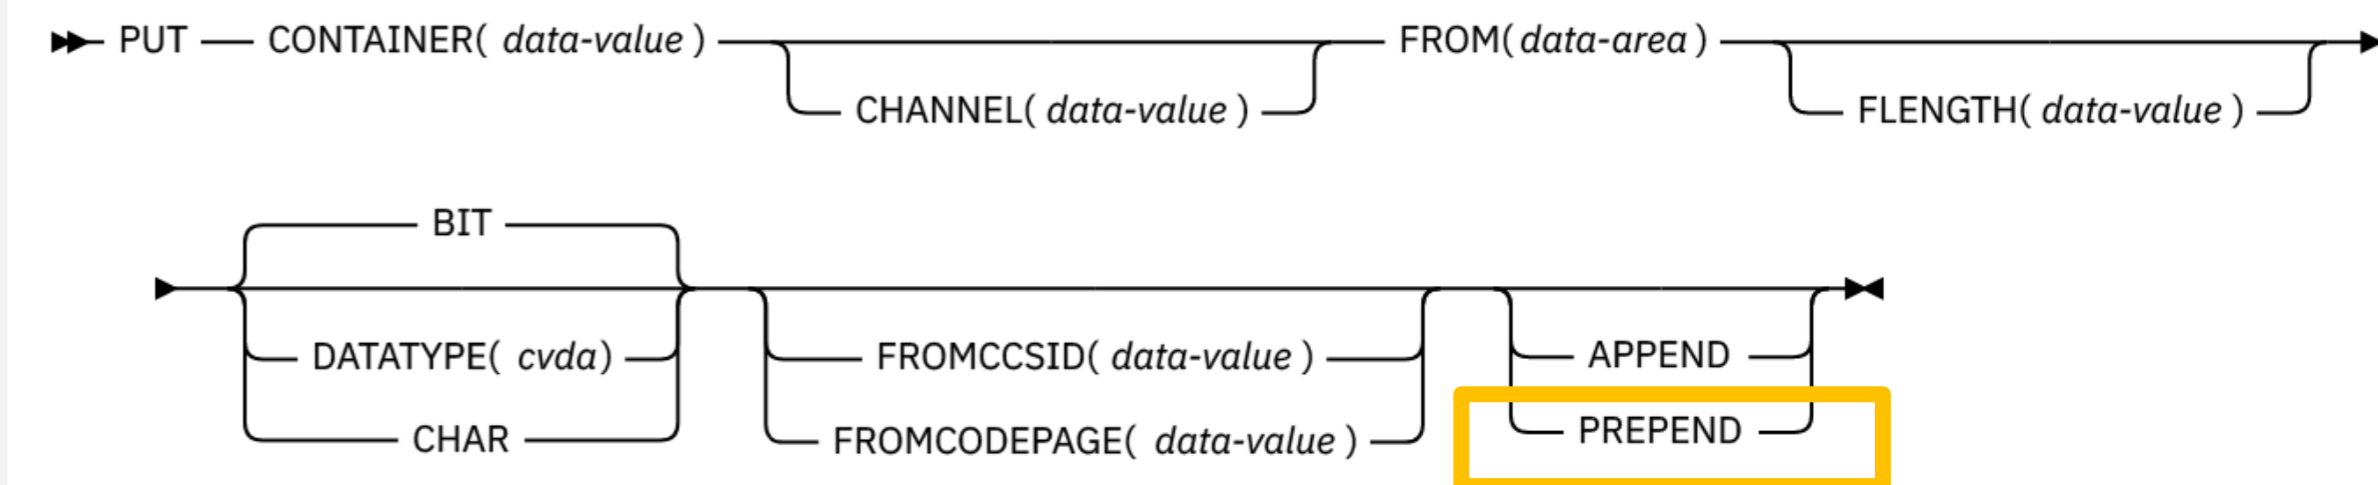 PUT CONTAINER( data-value ) FROM( data-area )
CHANNEL( data-value ) FLENGTH( data-value )
BIT
DATATYPE( cvda) FROMCCSID( data-value ) APPEND
CHAR FROMCODEPAGE( data-value ) PREPEND